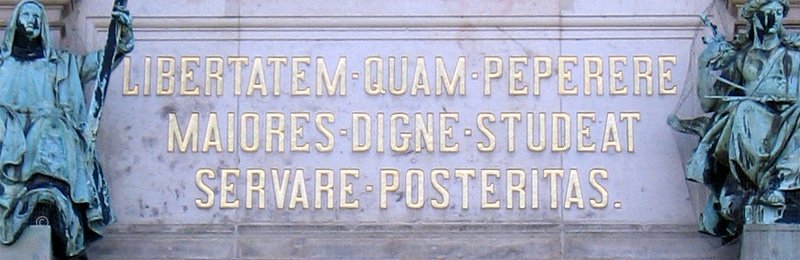 LIBERTATEM·QUAM·PEPERERE
MAIORES·DIGNE·STUDEAT
SERVARE·POSTERITAS.